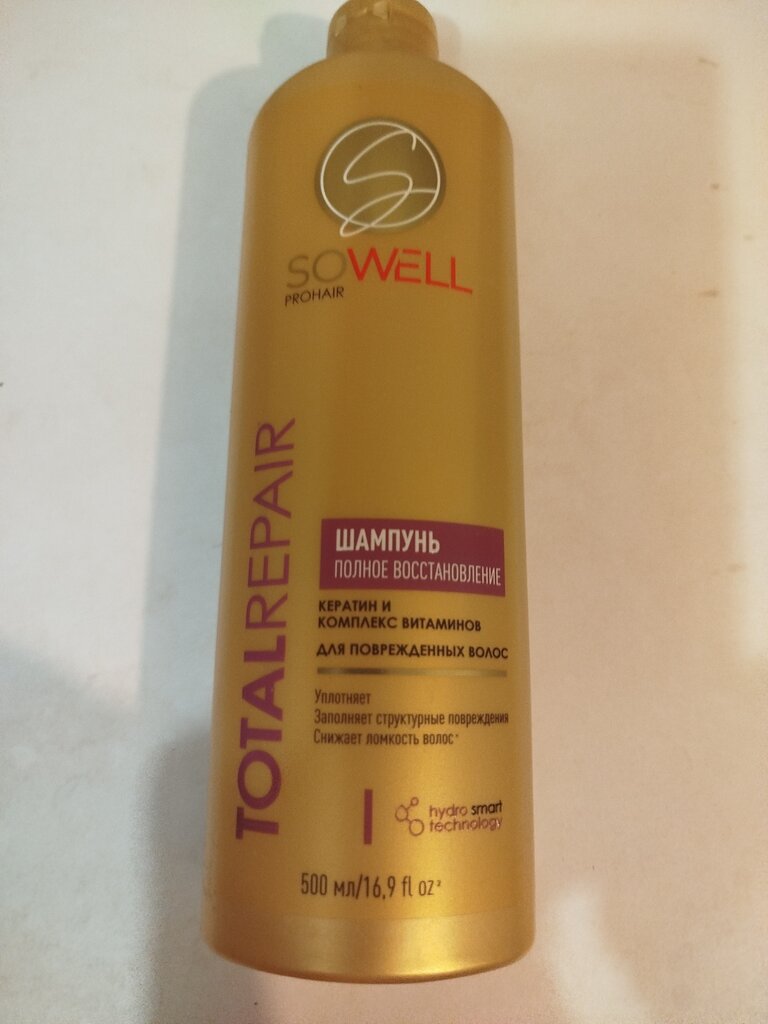 SOWELL
PROHAIR
TOTALREPAIR
ШАМПУНЬ
ПОЛНОЕ ВОССТАНОВЛЕНИЕ
КЕРАТИН И
КОМПЛЕКС ВИТАМИНОВ
ДЛЯ ПОВРЕЖДЕННЫХ ВОЛОС
Уплотняет
Заполняет структурные повреждения
Снижает ломкость волос*
hydro smart
technology
500 мл/16,9 fl oz²